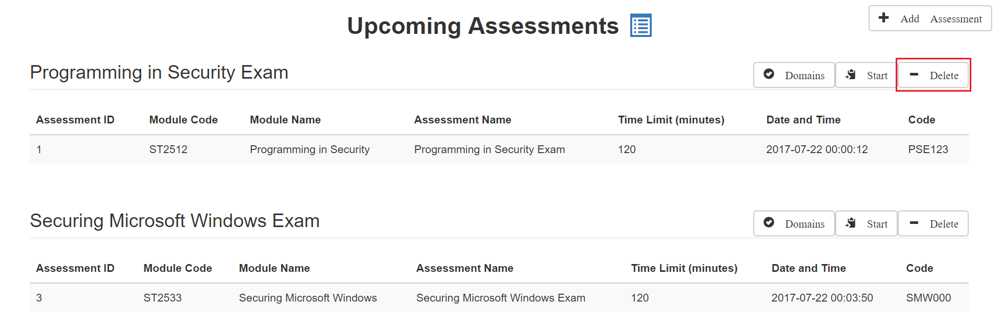 Upcoming Assessments
Add Assessment
Programming in Security Exam
Domains Start Delete
Assessment ID Module Code Module Name Assessment Name Time Limit (minutes) Date and Time Code
1 ST2512 Programming in Security Programming in Security Exam 120 2017-07-22 00:00:12 PSE123
Securing Microsoft Windows Exam
Domains Start Delete
Assessment ID Module Code Module Name Assessment Name Time Limit (minutes) Date and Time Code
3 ST2533 Securing Microsoft Windows Securing Microsoft Windows Exam 120 2017-07-22 00:03:50 SMW000